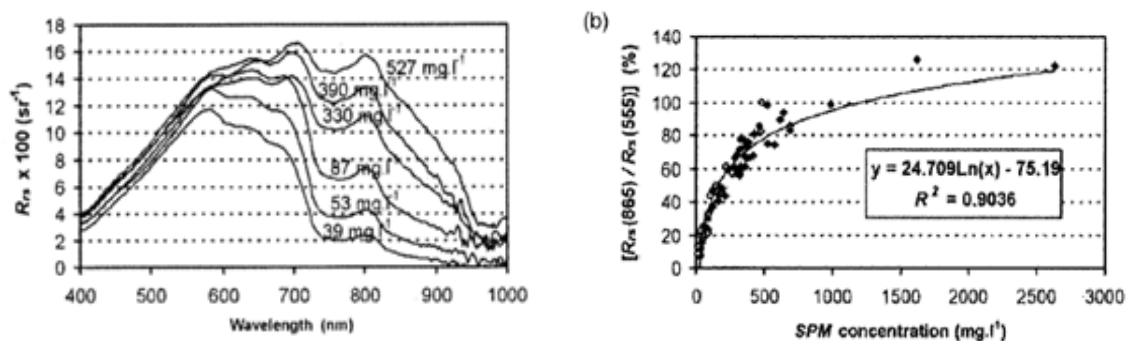 (b)
18
16
14
12
10
8
6
4
2
0
R_rs x 100 (sr⁻¹)
527 mg.l⁻¹
390 mg.l⁻¹
330 mg.l⁻¹
87 mg.l⁻¹
53 mg.l⁻¹
39 mg.l⁻¹
400 500 600 700 800 900 1000
Wavelength (nm)
140
120
100
80
60
40
20
0
[R_rs (865) / R_rs (555)] (%)
y = 24.709Ln(x) - 75.19
R² = 0.9036
0 500 1000 1500 2000 2500 3000
SPM concentration (mg.l⁻¹)